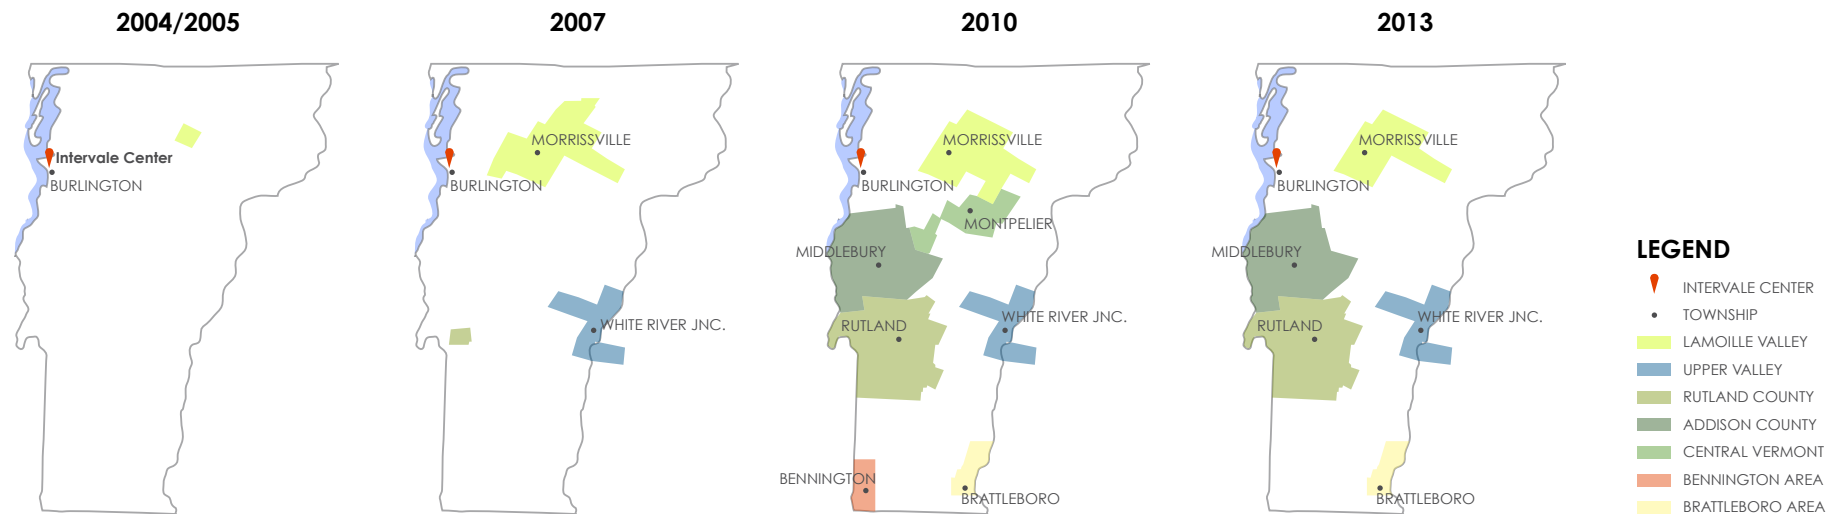 2004/2005
Intervale Center
BURLINGTON
2007
MORRISSVILLE
BURLINGTON
WHITE RIVER JNC.
2010
MORRISSVILLE
BURLINGTON
MONTPELIER
MIDDLEBURY
WHITE RIVER JNC.
RUTLAND
BENNINGTON
BRATTLEBORO
2013
MORRISSVILLE
BURLINGTON
MIDDLEBURY
WHITE RIVER JNC.
RUTLAND
BRATTLEBORO
LEGEND
INTERVALE CENTER
TOWNSHIP
LAMOILLE VALLEY
UPPER VALLEY
RUTLAND COUNTY
ADDISON COUNTY
CENTRAL VERMONT
BENNINGTON AREA
BRATTLEBORO AREA